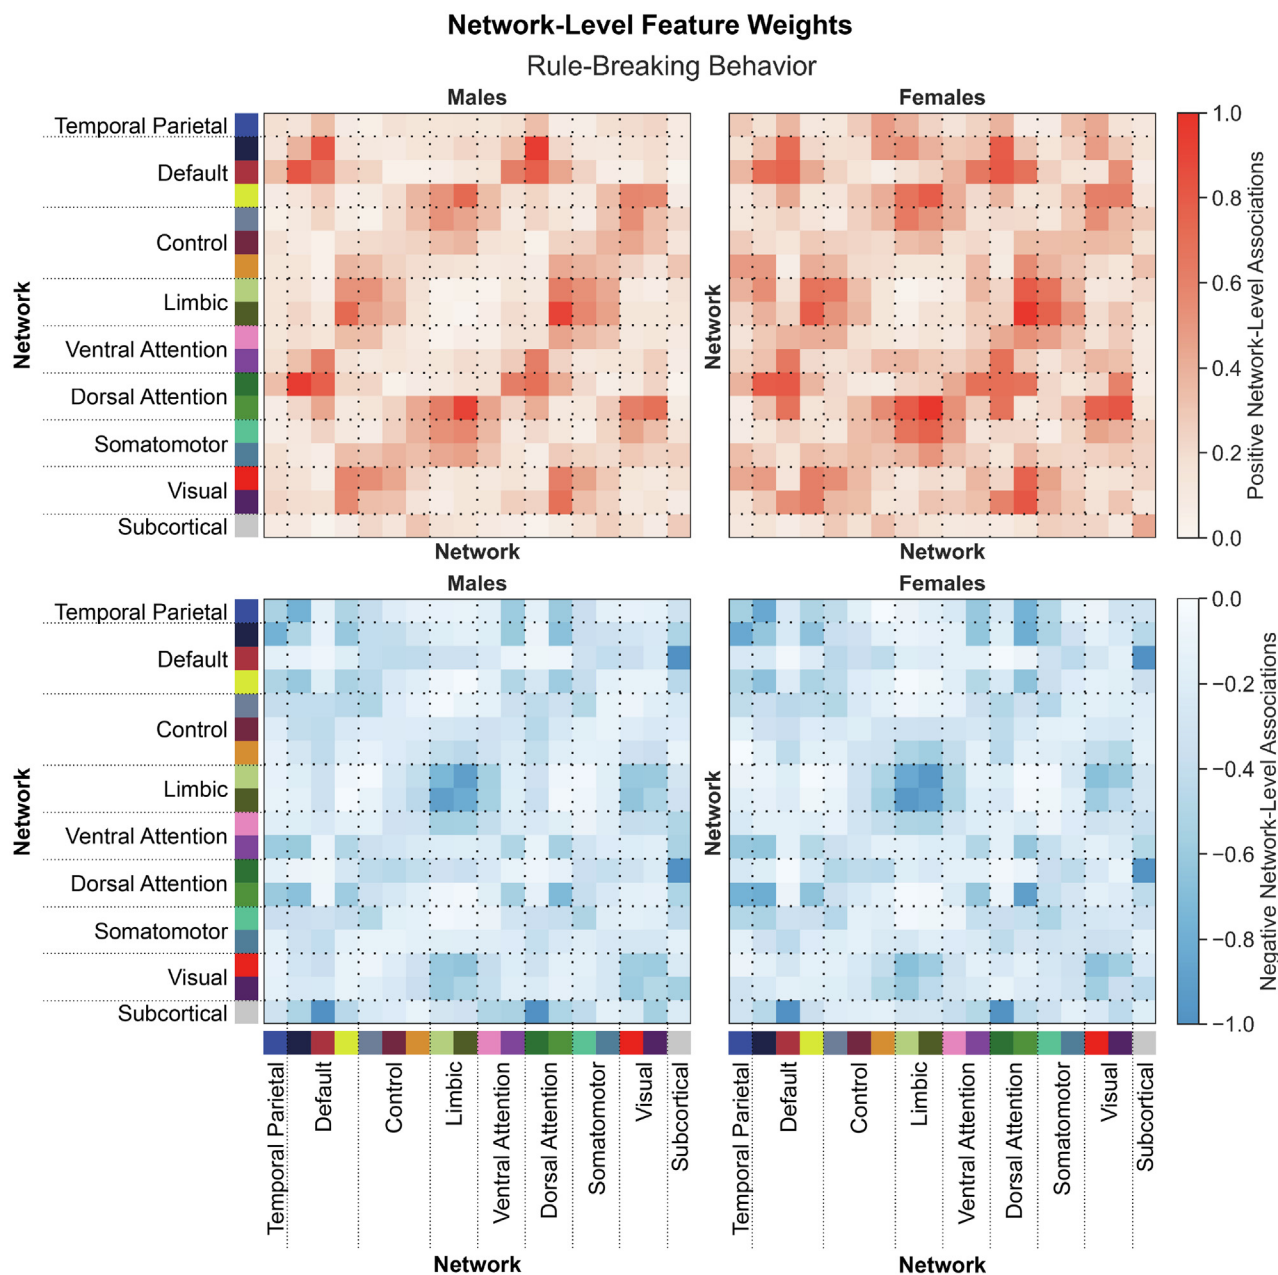 Network-Level Feature Weights
Rule-Breaking Behavior
Males
Females
Temporal Parietal
Default
Control
Limbic
Ventral Attention
Dorsal Attention
Somatomotor
Visual
Subcortical
Network
Network
Network
Network
1.0
0.8
0.6
0.4
0.2
0.0
Positive Network-Level Associations
Males
Females
Temporal Parietal
Default
Control
Limbic
Ventral Attention
Dorsal Attention
Somatomotor
Visual
Subcortical
Network
Network
0.0
−0.2
−0.4
−0.6
−0.8
−1.0
Negative Network-Level Associations
Temporal Parietal
Default
Control
Limbic
Ventral Attention
Dorsal Attention
Somatomotor
Visual
Subcortical
Temporal Parietal
Default
Control
Limbic
Ventral Attention
Dorsal Attention
Somatomotor
Visual
Subcortical
Network
Network